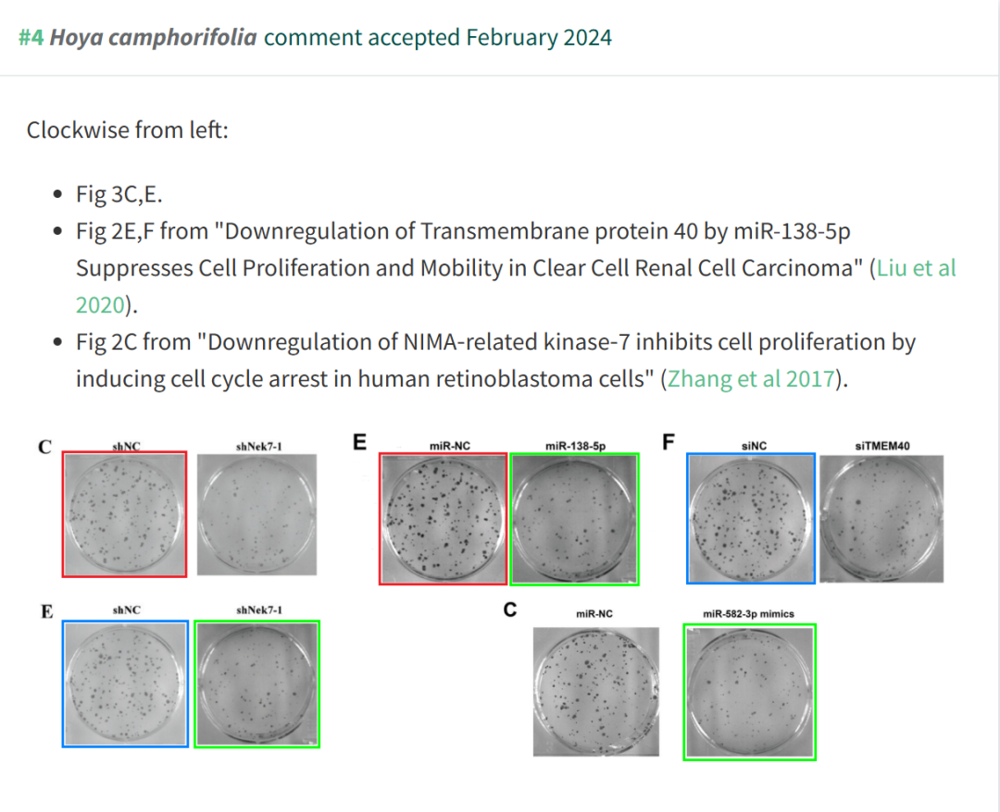 #4 Hoya camphorifolia comment accepted February 2024
Clockwise from left:
• Fig 3C,E.
• Fig 2E,F from "Downregulation of Transmembrane protein 40 by miR-138-5p
Suppresses Cell Proliferation and Mobility in Clear Cell Renal Cell Carcinoma" (Liu et al
2020).
• Fig 2C from "Downregulation of NIMA-related kinase-7 inhibits cell proliferation by
inducing cell cycle arrest in human retinoblastoma cells" (Zhang et al 2017).
C shNC shNek7-1
E miR-NC miR-138-5p
F siNC siTMEM40
E shNC shNek7-1
C miR-NC miR-582-3p mimics